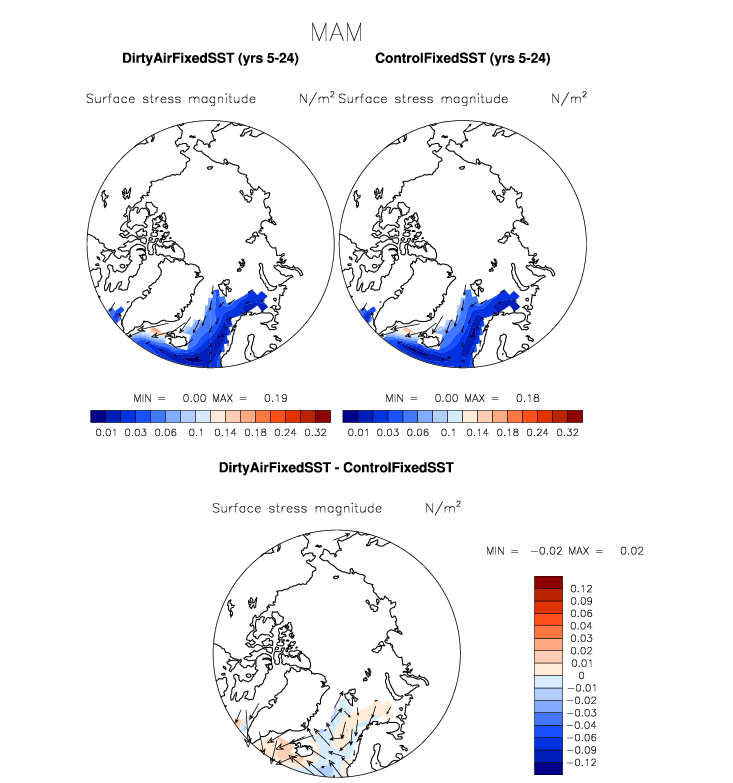 MAM
DirtyAirFixedSST (yrs 5-24) ControlFixedSST (yrs 5-24)
Surface stress magnitude N/m² Surface stress magnitude N/m²
MIN = 0.00 MAX = 0.19 MIN = 0.00 MAX = 0.18
0.01 0.03 0.06 0.1 0.14 0.18 0.24 0.32 0.01 0.03 0.06 0.1 0.14 0.18 0.24 0.32
DirtyAirFixedSST - ControlFixedSST
Surface stress magnitude N/m²
MIN = -0.02 MAX = 0.02
0.12
0.09
0.06
0.04
0.03
0.02
0.01
0
-0.01
-0.02
-0.03
-0.04
-0.06
-0.09
-0.12